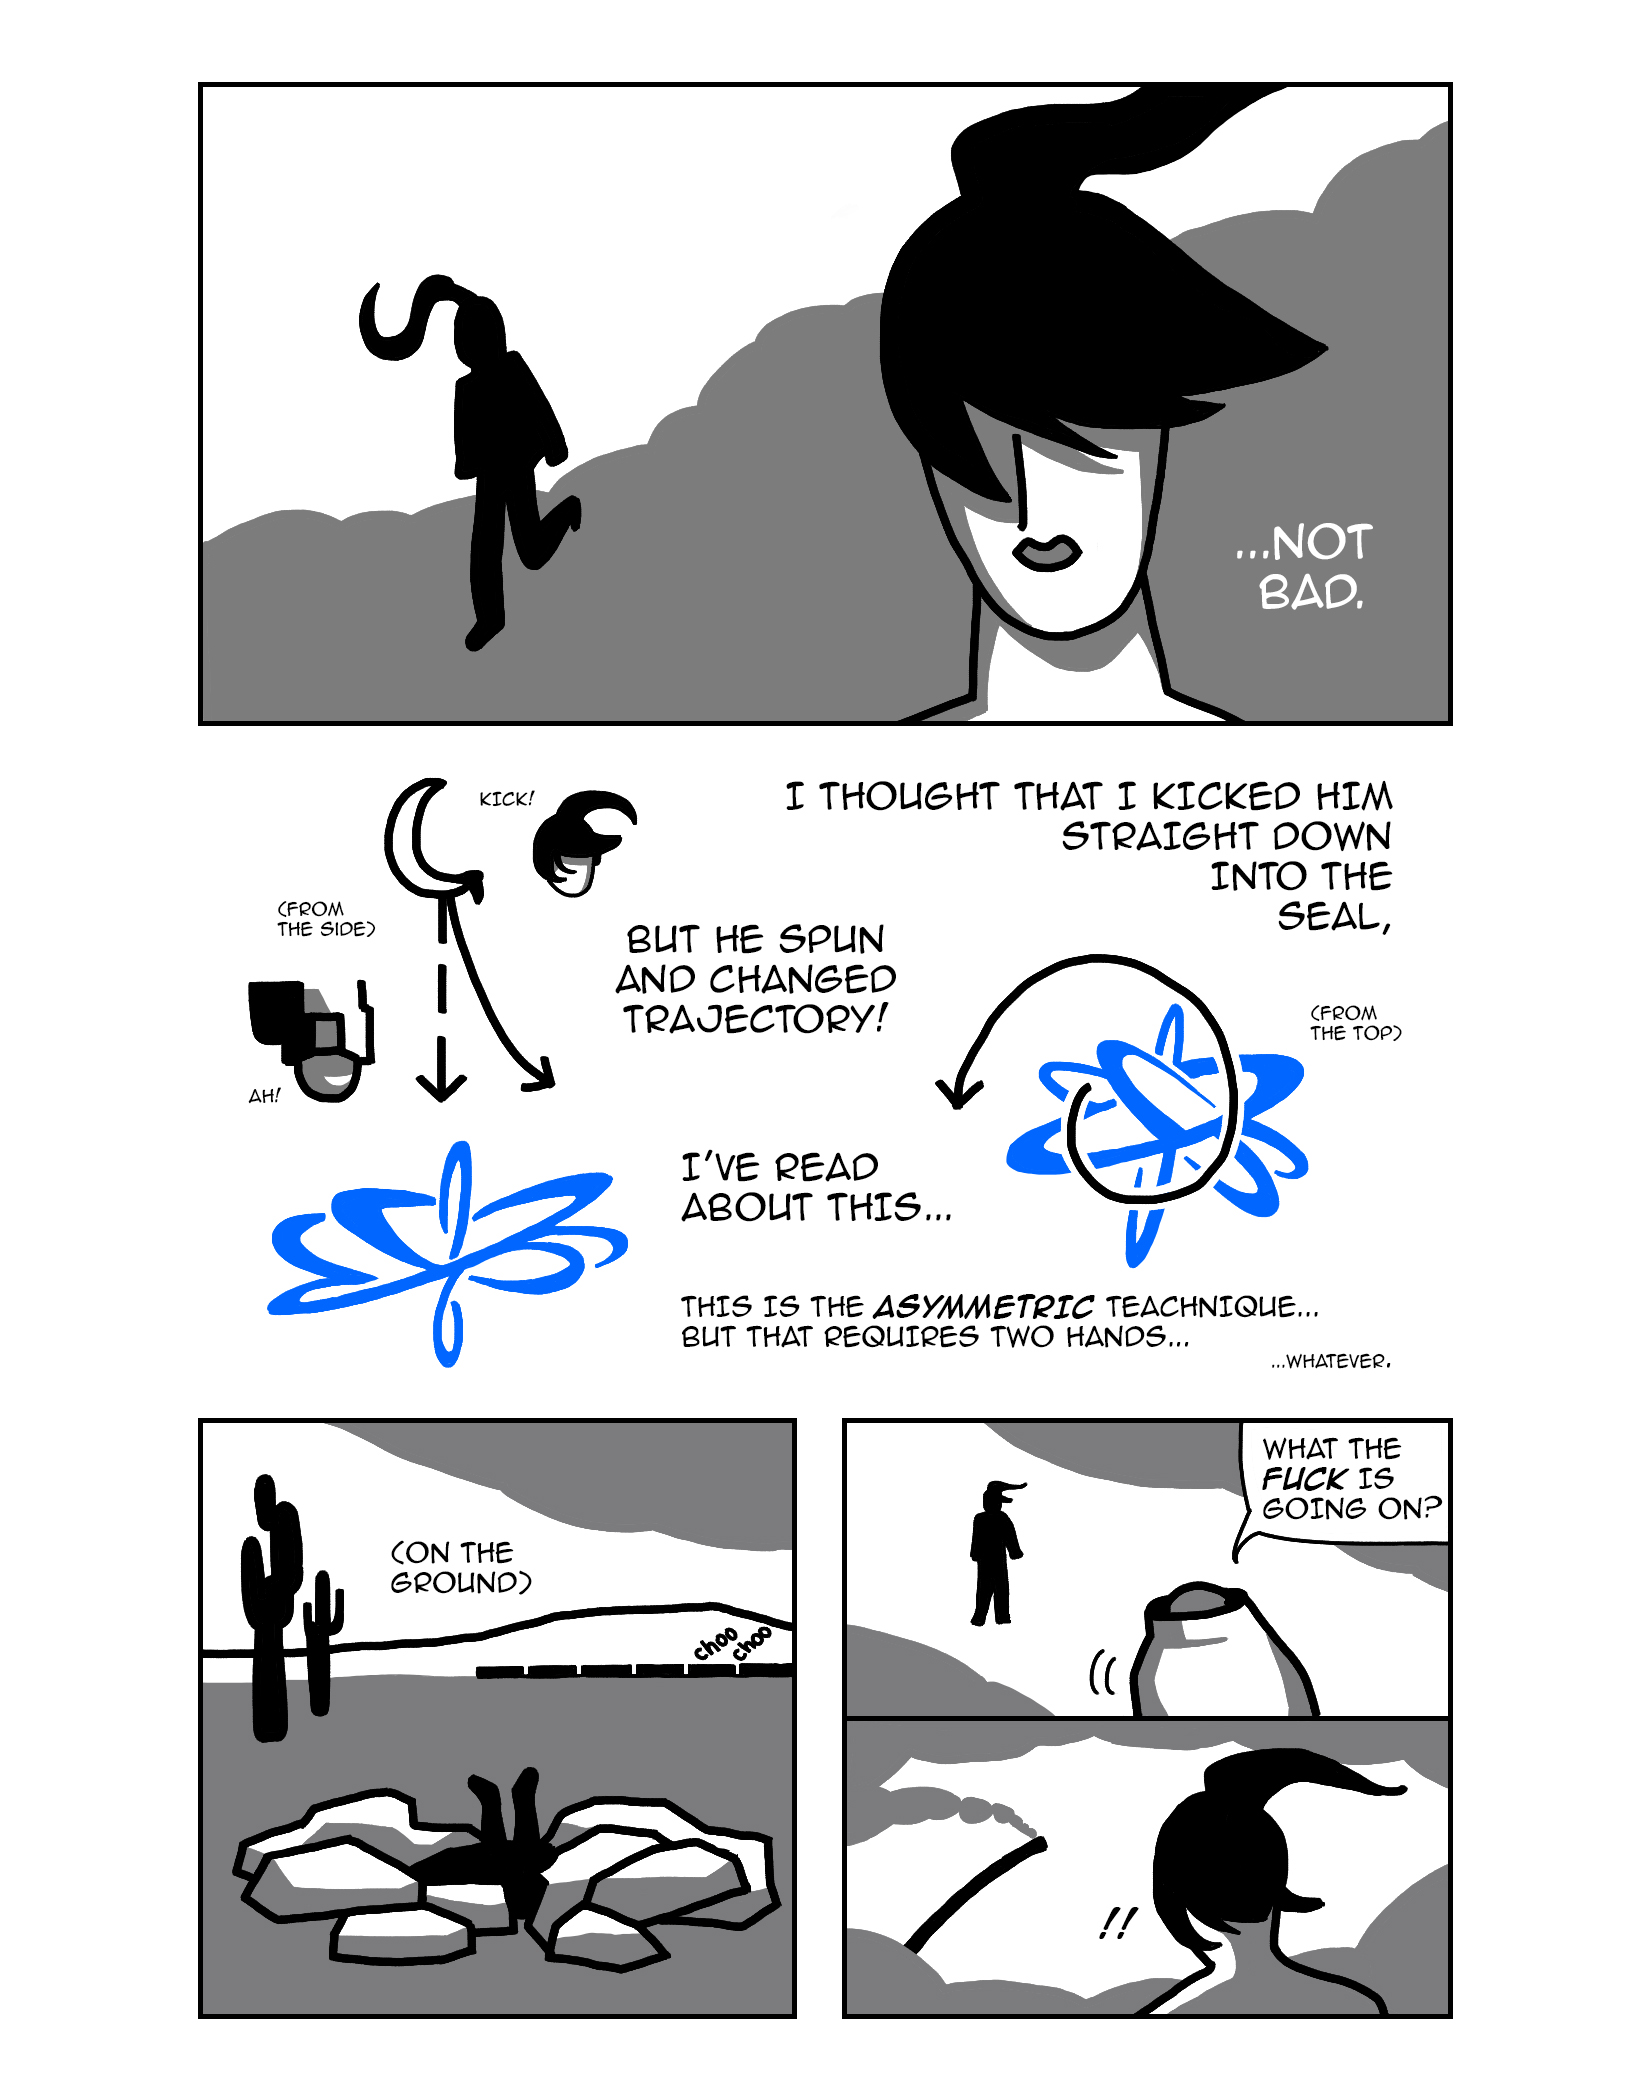 ...NOT
BAD.
KICK!
I THOUGHT THAT I KICKED HIM
STRAIGHT DOWN
INTO THE
SEAL,
(FROM
THE SIDE)
BUT HE SPUN
AND CHANGED
TRAJECTORY!
(FROM
THE TOP)
AH!
I'VE READ
ABOUT THIS...
THIS IS THE ASYMMETRIC TEACHNIQUE...
BUT THAT REQUIRES TWO HANDS...
...WHATEVER.
(ON THE
GROUND)
choo
choo
WHAT THE
FUCK IS
GOING ON?
!!